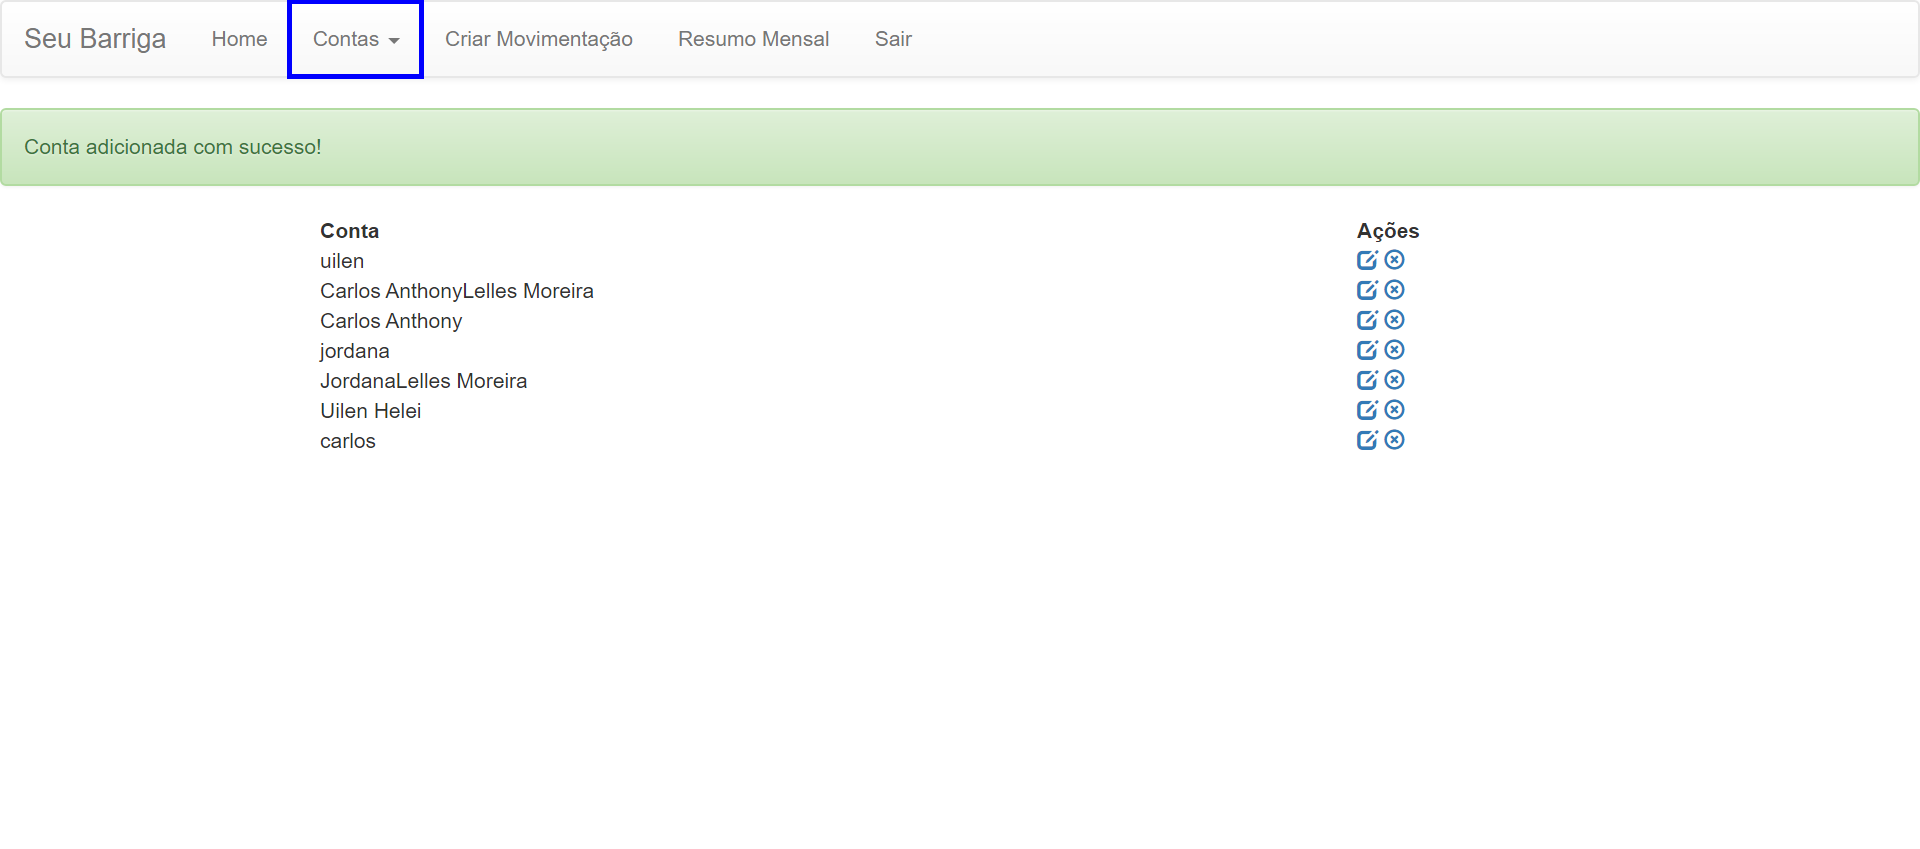 Seu Barriga Home Contas Criar Movimentação Resumo Mensal Sair
Conta adicionada com sucesso!
Conta Ações
uilen
Carlos AnthonyLelles Moreira
Carlos Anthony
jordana
JordanaLelles Moreira
Uilen Helei
carlos